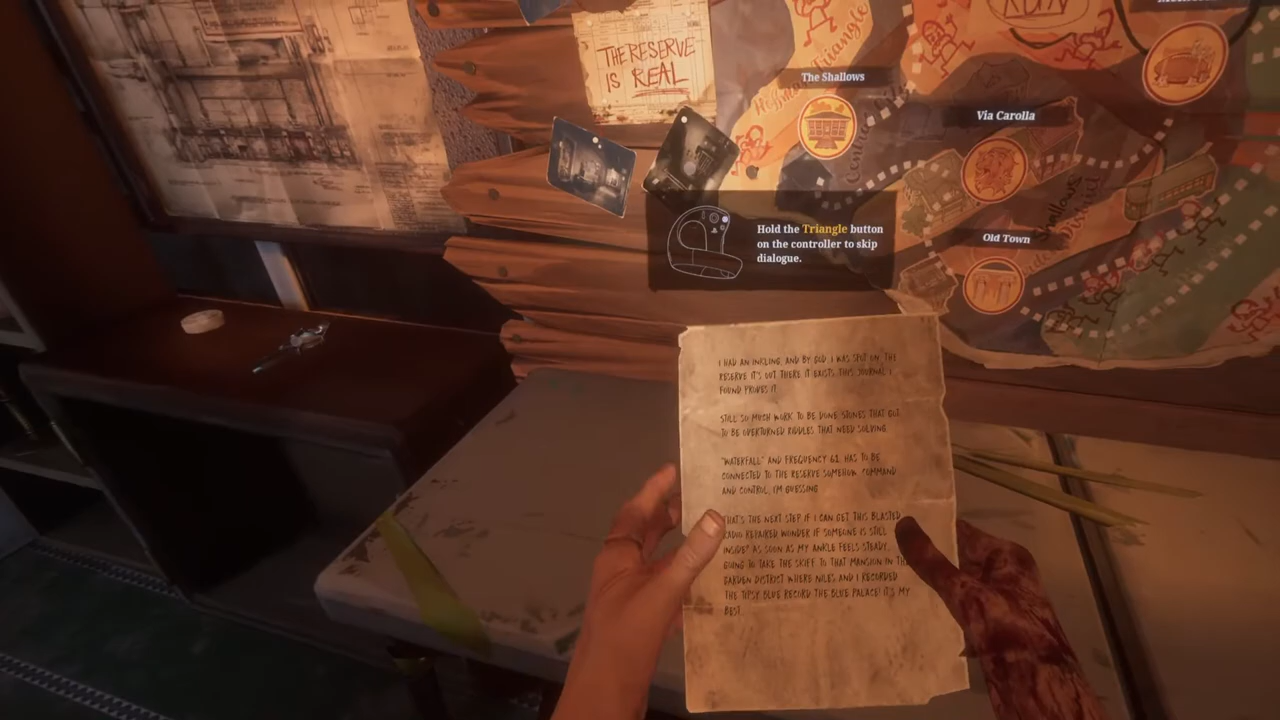 THE RESERVE
IS REAL
RUN
Triangle
The Shallows
Via Carolla
Old Town
Shallows
District
Hold the Triangle button
on the controller to skip
dialogue.
I HAD AN INKLING AND BY GOD I WAS SPOT ON. THE
RESERVE IT'S OUT THERE IT EXISTS THIS JOURNAL I
FOUND PROVES IT
STILL SO MUCH WORK TO BE DONE STONES THAT GOT
TO BE OVERTURNED RIDDLES THAT NEED SOLVING
"WATERFALL" AND FREQUENCY 61. HAS TO BE
CONNECTED TO THE RESERVE SOMEHOW COMMAND
AND CONTROL, I'M GUESSING
THAT'S THE NEXT STEP IF I CAN GET THIS BLASTED
RADIO REPAIRED WONDER IF SOMEONE IS STILL
INSIDE? AS SOON AS MY ANKLE FEELS STEADY,
GOING TO TAKE THE SKIFF TO THAT MANSION IN THE
GARDEN DISTRICT WHERE NILES AND I RECORDED
THE TIPSY BLUE RECORD THE BLUE PALACE! IT'S MY
BEST